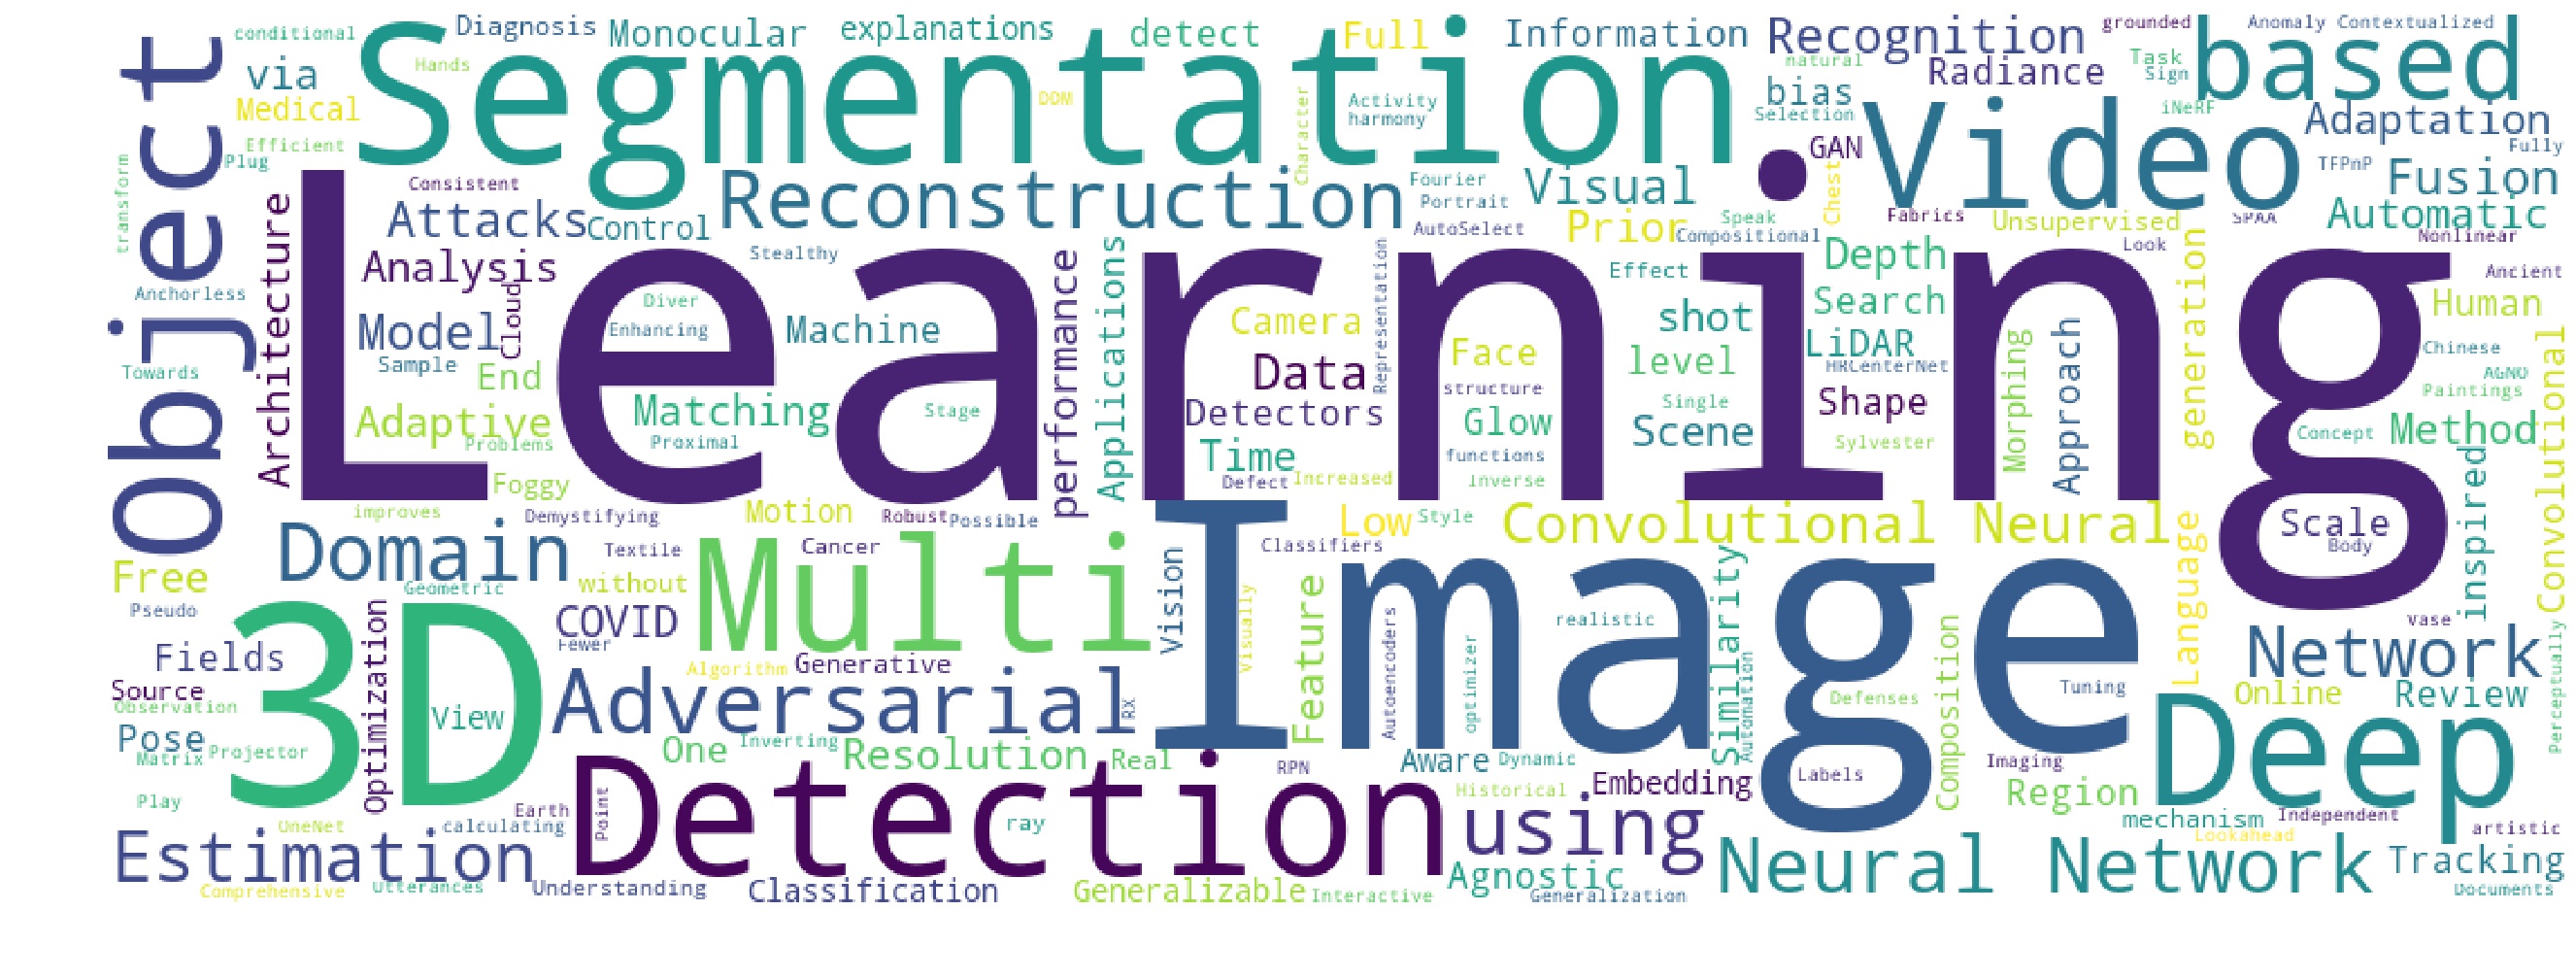 conditional
Diagnosis
Monocular
explanations
detect
Full
Information
Recognition
grounded
Anomaly
Contextualized
via
Hands
Segmentation
natural
Radiance
Task
Sign
based
Object
Medical
DOM
Activity
harmony
bias
Selection
Video
iNeRF
Adaptation
Efficient
Plug
Character
GAN
TFPnP
Fully
transform
Consistent
Reconstruction
Fourier
Portrait
Visual
Chest
Fusion
Architecture
Attacks
Control
AutoSelect
Prior
Speak
Compositional
Fabrics
Unsupervised
SPAA
Automatic
Learning
Analysis
Stealthy
performance
Applications
Representation
Effect
Depth
Look
generation
Nonlinear
Ancient
Anchorless
Cloud
Diver
Search
Human
Model
Enhancing
Machine
Camera
shot
LiDAR
Morphing
Approach
Chinese
Convolutional
Towards
Sample
End
Data
Face
level
HRCenterNet
AGNO
Paintings
structure
Adaptive
Matching
Stage
Detectors
Glow
Single
Shape
Problems
Proximal
Time
functions
Scene
Sylvester
Concept
Method
Foggy
Defect
Increased
Inverse
inspired
improves
Demystifying
Motion
Robust
Possible
Low
Style
Convolutional Neural
Language
Scale
Body
Domain
Textile
Multi
Cancer
Image
Classifiers
Free
Geometric
without
Vision
Visually
Feature
Similarity
Pseudo
Optimization
COVID
Fewer
Autoencoders
optimizer
realistic
Composition
vase
Perceptually
Fields
3D
Algorithm
Generative
Network
Source
Observation
View
Adversarial
Rx
Automation
Defenses
Tuning
Online
Review
Pose
Matrix
Projector
One
Inverting
Resolution
Real
RPN
Aware
Dynamic
Imaging
Deep
Play
Earth
Point
Detection
Historical
Embedding
Labels
Region
OneNet
calculating
ray
using
mechanism
Independent
Lookahead
artistic
Estimation
Neural Network
Tracking
Comprehensive
Utterances
Understanding
Classification
Generalizable
Interactive
Agnostic
Generalization
Documents